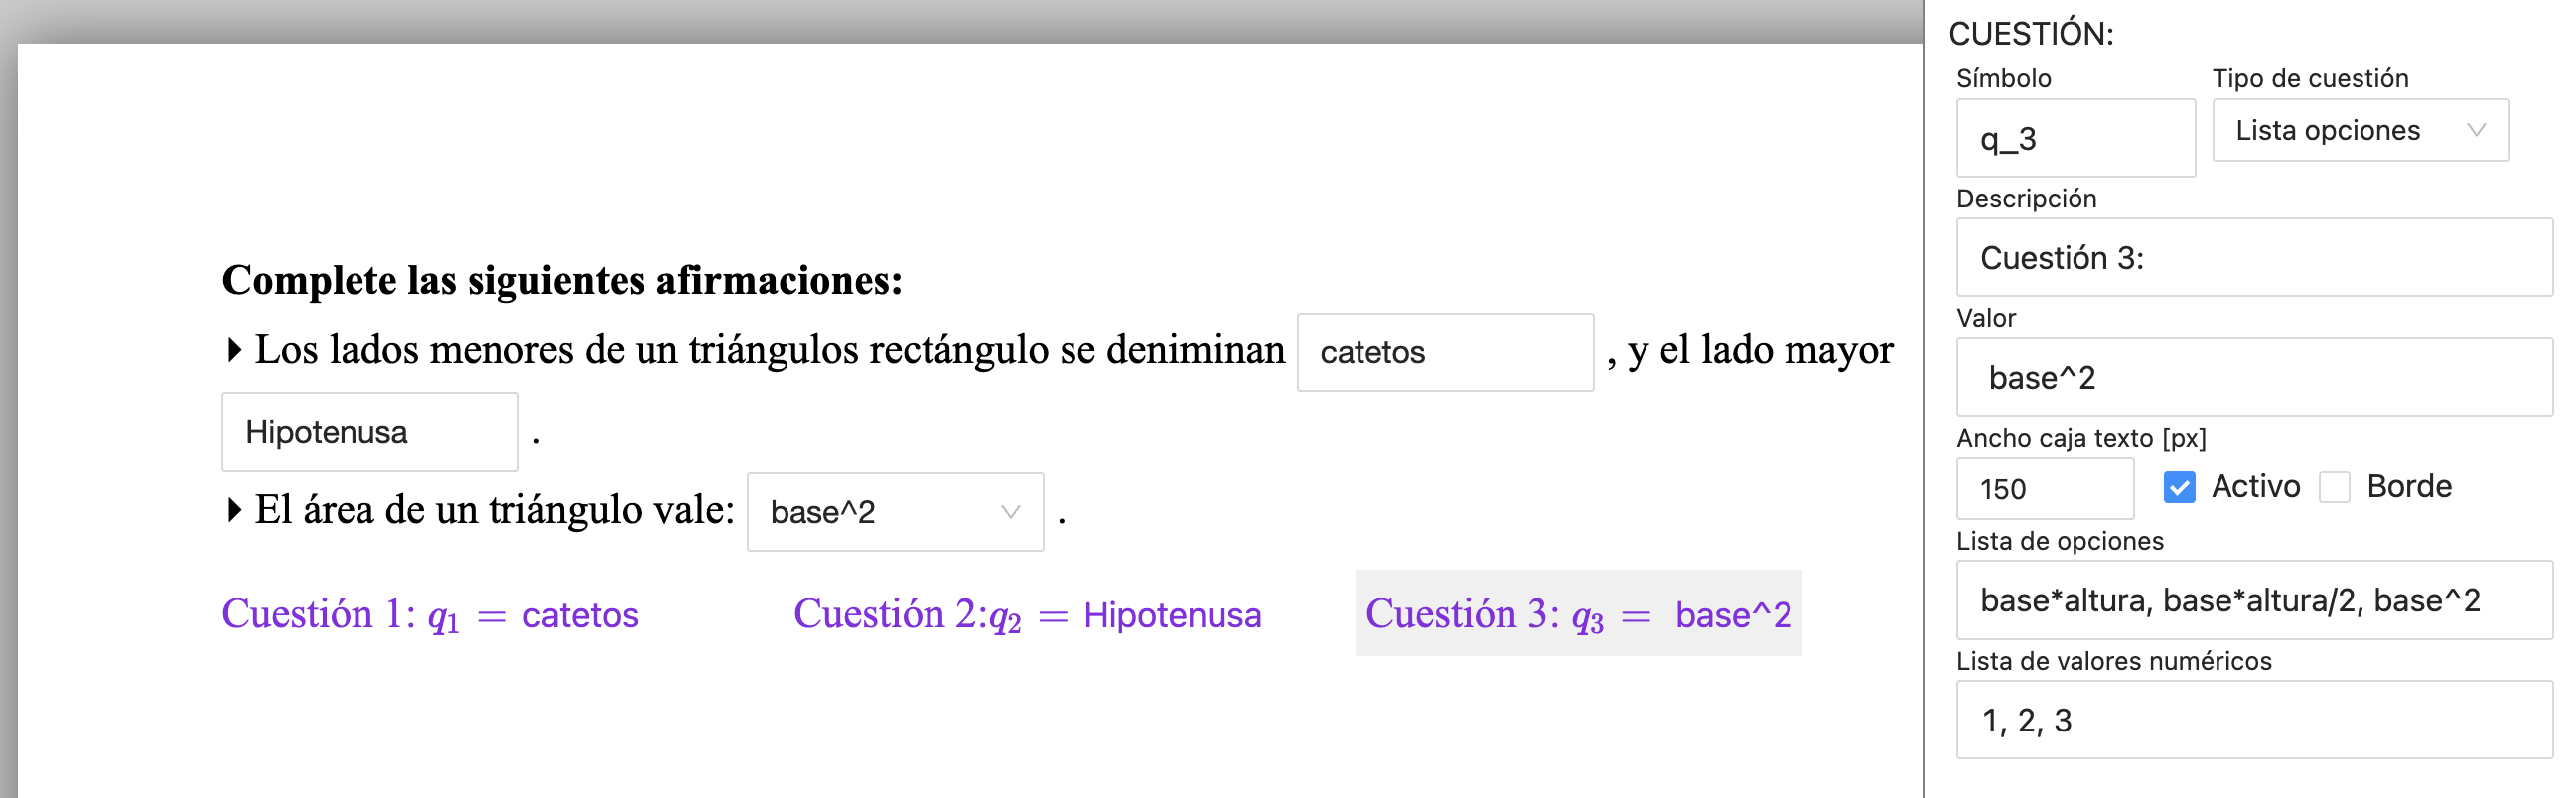 Complete las siguientes afirmaciones:
Los lados menores de un triángulos rectángulo se deniminan catetos , y el lado mayor
Hipotenusa .
El área de un triángulo vale: base^2 .
Cuestión 1: q₁ = catetos Cuestión 2:q₂ = Hipotenusa Cuestión 3: q₃ = base^2
CUESTIÓN:
Símbolo Tipo de cuestión
q_3 Lista opciones
Descripción
Cuestión 3:
Valor
base^2
Ancho caja texto [px]
150 Activo Borde
Lista de opciones
base*altura, base*altura/2, base^2
Lista de valores numéricos
1, 2, 3